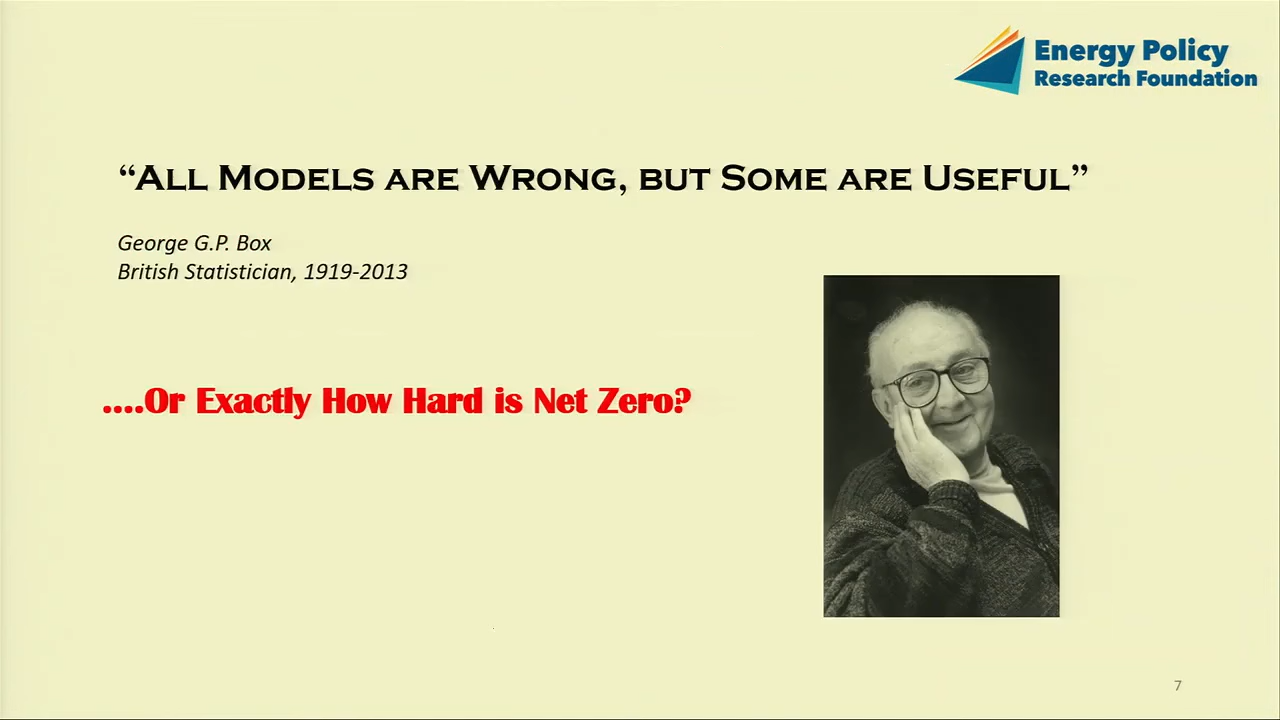 Energy Policy
Research Foundation
“All Models are Wrong, but Some are Useful”
George G.P. Box
British Statistician, 1919-2013
....Or Exactly How Hard is Net Zero?
7